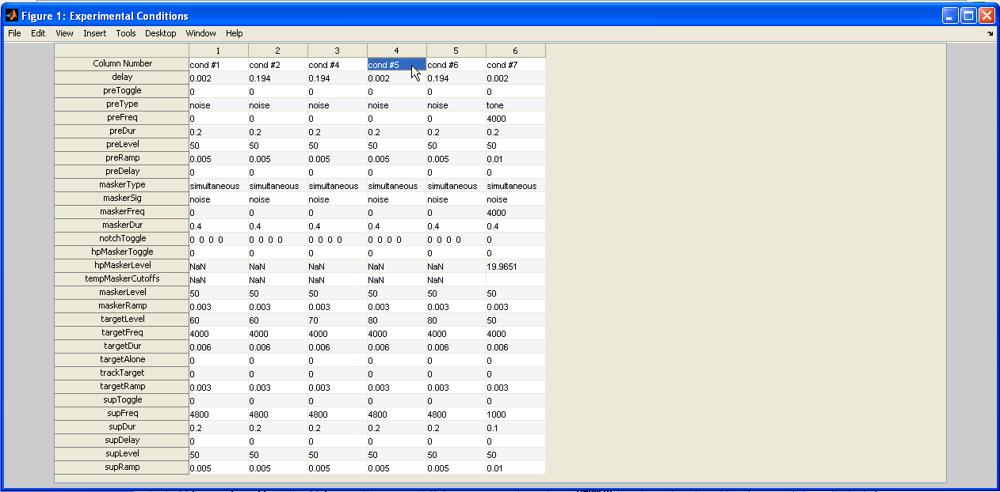 Figure 1: Experimental Conditions
File Edit View Insert Tools Desktop Window Help
1 2 3 4 5 6
Column Number cond #1 cond #2 cond #4 cond #5 cond #6 cond #7
delay 0.002 0.194 0.194 0.002 0.194 0.002
preToggle 0 0 0 0 0 0
preType noise noise noise noise noise tone
preFreq 0 0 0 0 0 4000
preDur 0.2 0.2 0.2 0.2 0.2 0.2
preLevel 50 50 50 50 50 50
preRamp 0.005 0.005 0.005 0.005 0.005 0.01
preDelay 0 0 0 0 0 0
maskerType simultaneous simultaneous simultaneous simultaneous simultaneous simultaneous
maskerSig noise noise noise noise noise noise
maskerFreq 0 0 0 0 0 4000
maskerDur 0.4 0.4 0.4 0.4 0.4 0.4
notchToggle 0 0 0 0 0 0 0 0 0 0 0 0 0 0 0 0 0 0 0 0 0
hpMaskerToggle 0 0 0 0 0 0
hpMaskerLevel NaN NaN NaN NaN NaN 19.9651
tempMaskerCutoffs NaN NaN NaN NaN NaN
maskerLevel 50 50 50 50 50 50
maskerRamp 0.003 0.003 0.003 0.003 0.003 0.003
targetLevel 60 60 70 80 80 50
targetFreq 4000 4000 4000 4000 4000 4000
targetDur 0.006 0.006 0.006 0.006 0.006 0.006
targetAlone 0 0 0 0 0 0
trackTarget 0 0 0 0 0 0
targetRamp 0.003 0.003 0.003 0.003 0.003 0.003
supToggle 0 0 0 0 0 0
supFreq 4800 4800 4800 4800 4800 1000
supDur 0.2 0.2 0.2 0.2 0.2 0.1
supDelay 0 0 0 0 0 0
supLevel 50 50 50 50 50 50
supRamp 0.005 0.005 0.005 0.005 0.005 0.01